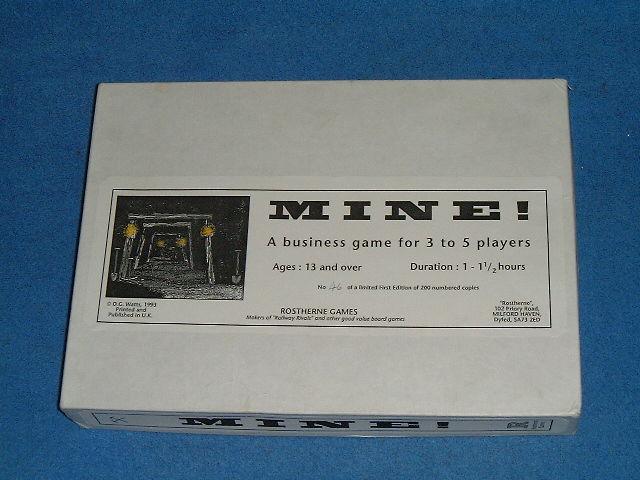 MINE!
A business game for 3 to 5 players
Ages : 13 and over Duration : 1 - 1 1/2 hours
No 46 of a limited First Edition of 200 numbered copies
© D.G. Watts, 1993
Printed and
Published in U.K.
ROSTHERNE GAMES
Makers of "Railway Rivals" and other good value board games
"Rostherne",
102 Priory Road,
MILFORD HAVEN,
Dyfed, SA73 2ED
MINE!